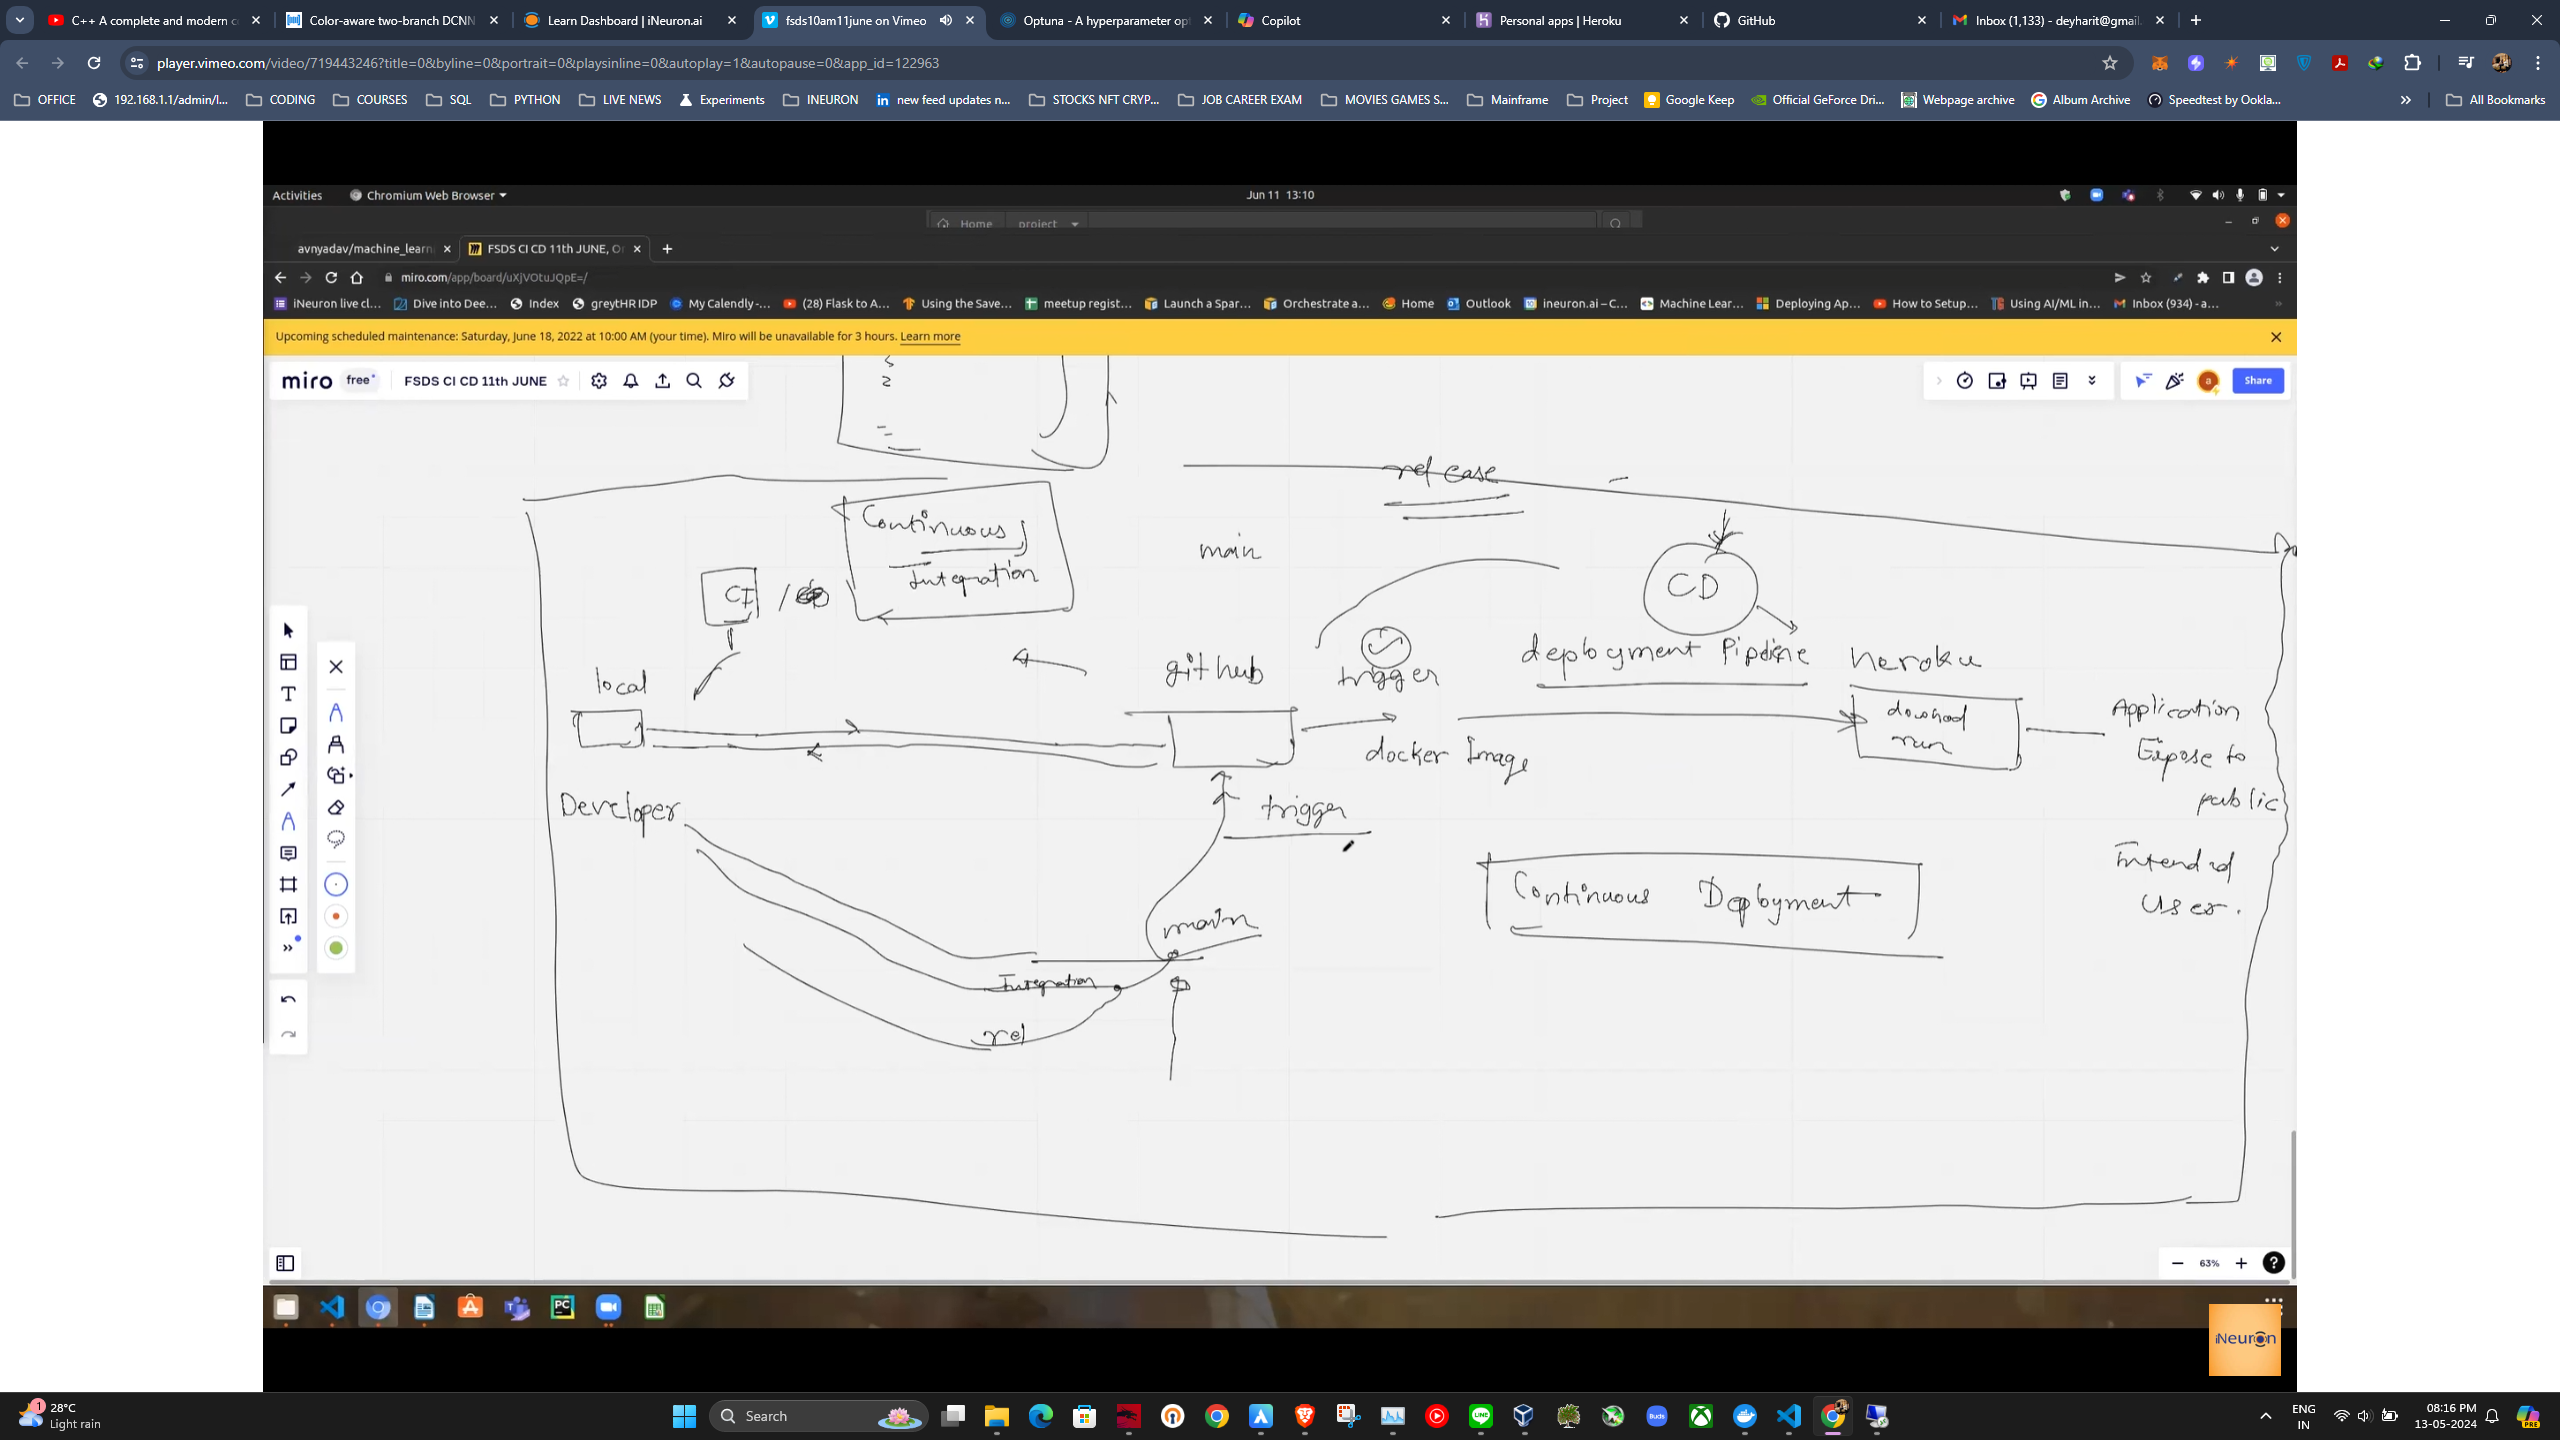 C++ A complete and modern c
Color-aware two-branch DCNN
Learn Dashboard | iNeuron.ai
fsds10am11june on Vimeo
Optuna - A hyperparameter opt
Copilot
Personal apps | Heroku
GitHub
Inbox (1,133) - deyharit@gmail.
player.vimeo.com/video/719443246?title=0&byline=0&portrait=0&playsinline=0&autoplay=1&autopause=0&app_id=122963
OFFICE
192.168.1.1/admin/l...
CODING
COURSES
SQL
PYTHON
LIVE NEWS
Experiments
INEURON
new feed updates n...
STOCKS NFT CRYP...
JOB CAREER EXAM
MOVIES GAMES S...
Mainframe
Project
Google Keep
Official GeForce Dri...
Webpage archive
Album Archive
Speedtest by Ookla...
All Bookmarks
Activities
Chromium Web Browser
Jun 11 13:10
Home
project
avnyadav/machine_learn
FSDS CI CD 11th JUNE, O
miro.com/app/board/uXjVOtuJQpE=/
iNeuron live cl...
Dive into Dee...
Index
greytHR IDP
My Calendly -...
(28) Flask to A...
Using the Save...
meetup regist...
Launch a Spar...
Orchestrate a...
Home
Outlook
ineuron.ai – C...
Machine Lear...
Deploying Ap...
How to Setup...
Using AI/ML in...
Inbox (934) - a...
Upcoming scheduled maintenance: Saturday, June 18, 2022 at 10:00 AM (your time). Miro will be unavailable for 3 hours. Learn more
miro
free
FSDS CI CD 11th JUNE
a
Share
2
release
Continuous
Integration
main
CI /
CD
local
github
trigger
deployment Pipeline
heroku
run
Application
Expose to
public
docker Image
Developer
trigger
Intended
User.
Continuous Deployment
main
Integration
rel
63%
iNeuron
1
28°C
Light rain
Search
ENG
IN
08:16 PM
13-05-2024